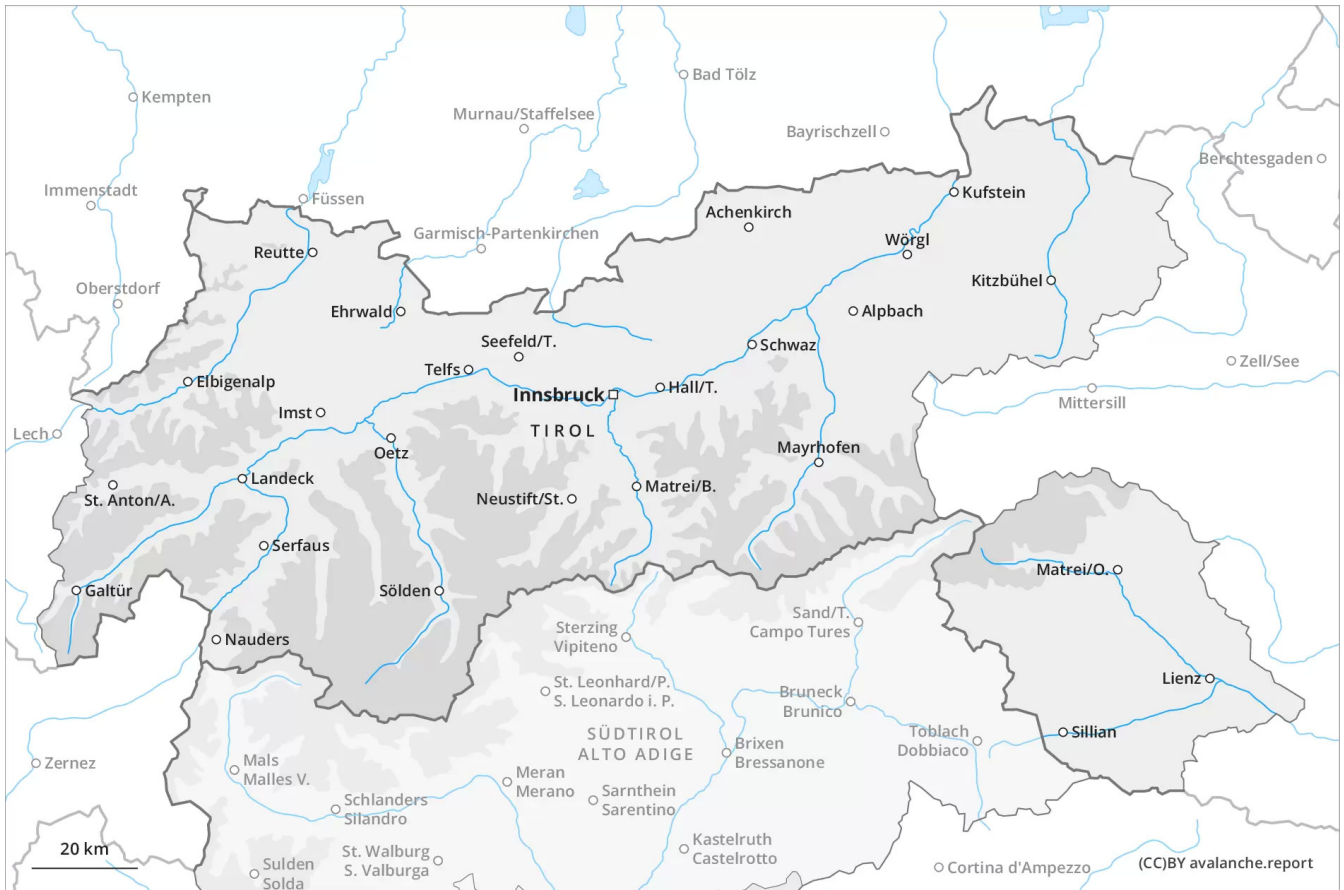 Bad Tölz
Kempten
Murnau/Staffelsee
Bayrischzell
Berchtesgaden
Immenstadt
Füssen
Kufstein
Achenkirch
Garmisch-Partenkirchen
Wörgl
Reutte
Kitzbühel
Oberstdorf
Ehrwald
Alpbach
Seefeld/T.
Schwaz
Zell/See
Telfs
Elbigenalp
Hall/T.
Innsbruck
Mittersill
Imst
TIROL
Lech
Oetz
Mayrhofen
Landeck
Matrei/B.
St. Anton/A.
Neustift/St.
Serfaus
Matrei/O.
Galtür
Sölden
Sand/T.
Campo Tures
Sterzing
Vipiteno
Nauders
Lienz
St. Leonhard/P.
S. Leonardo i. P.
Bruneck
Brunico
SÜDTIROL
ALTO ADIGE
Toblach
Dobbiaco
Sillian
Brixen
Bressanone
Zernez
Mals
Malles V.
Meran
Merano
Sarnthein
Sarentino
Schlanders
Silandro
Kastelruth
Castelrotto
20 km
St. Walburg
S. Valburga
Sulden
Solda
Cortina d'Ampezzo
(CC)BY avalanche.report